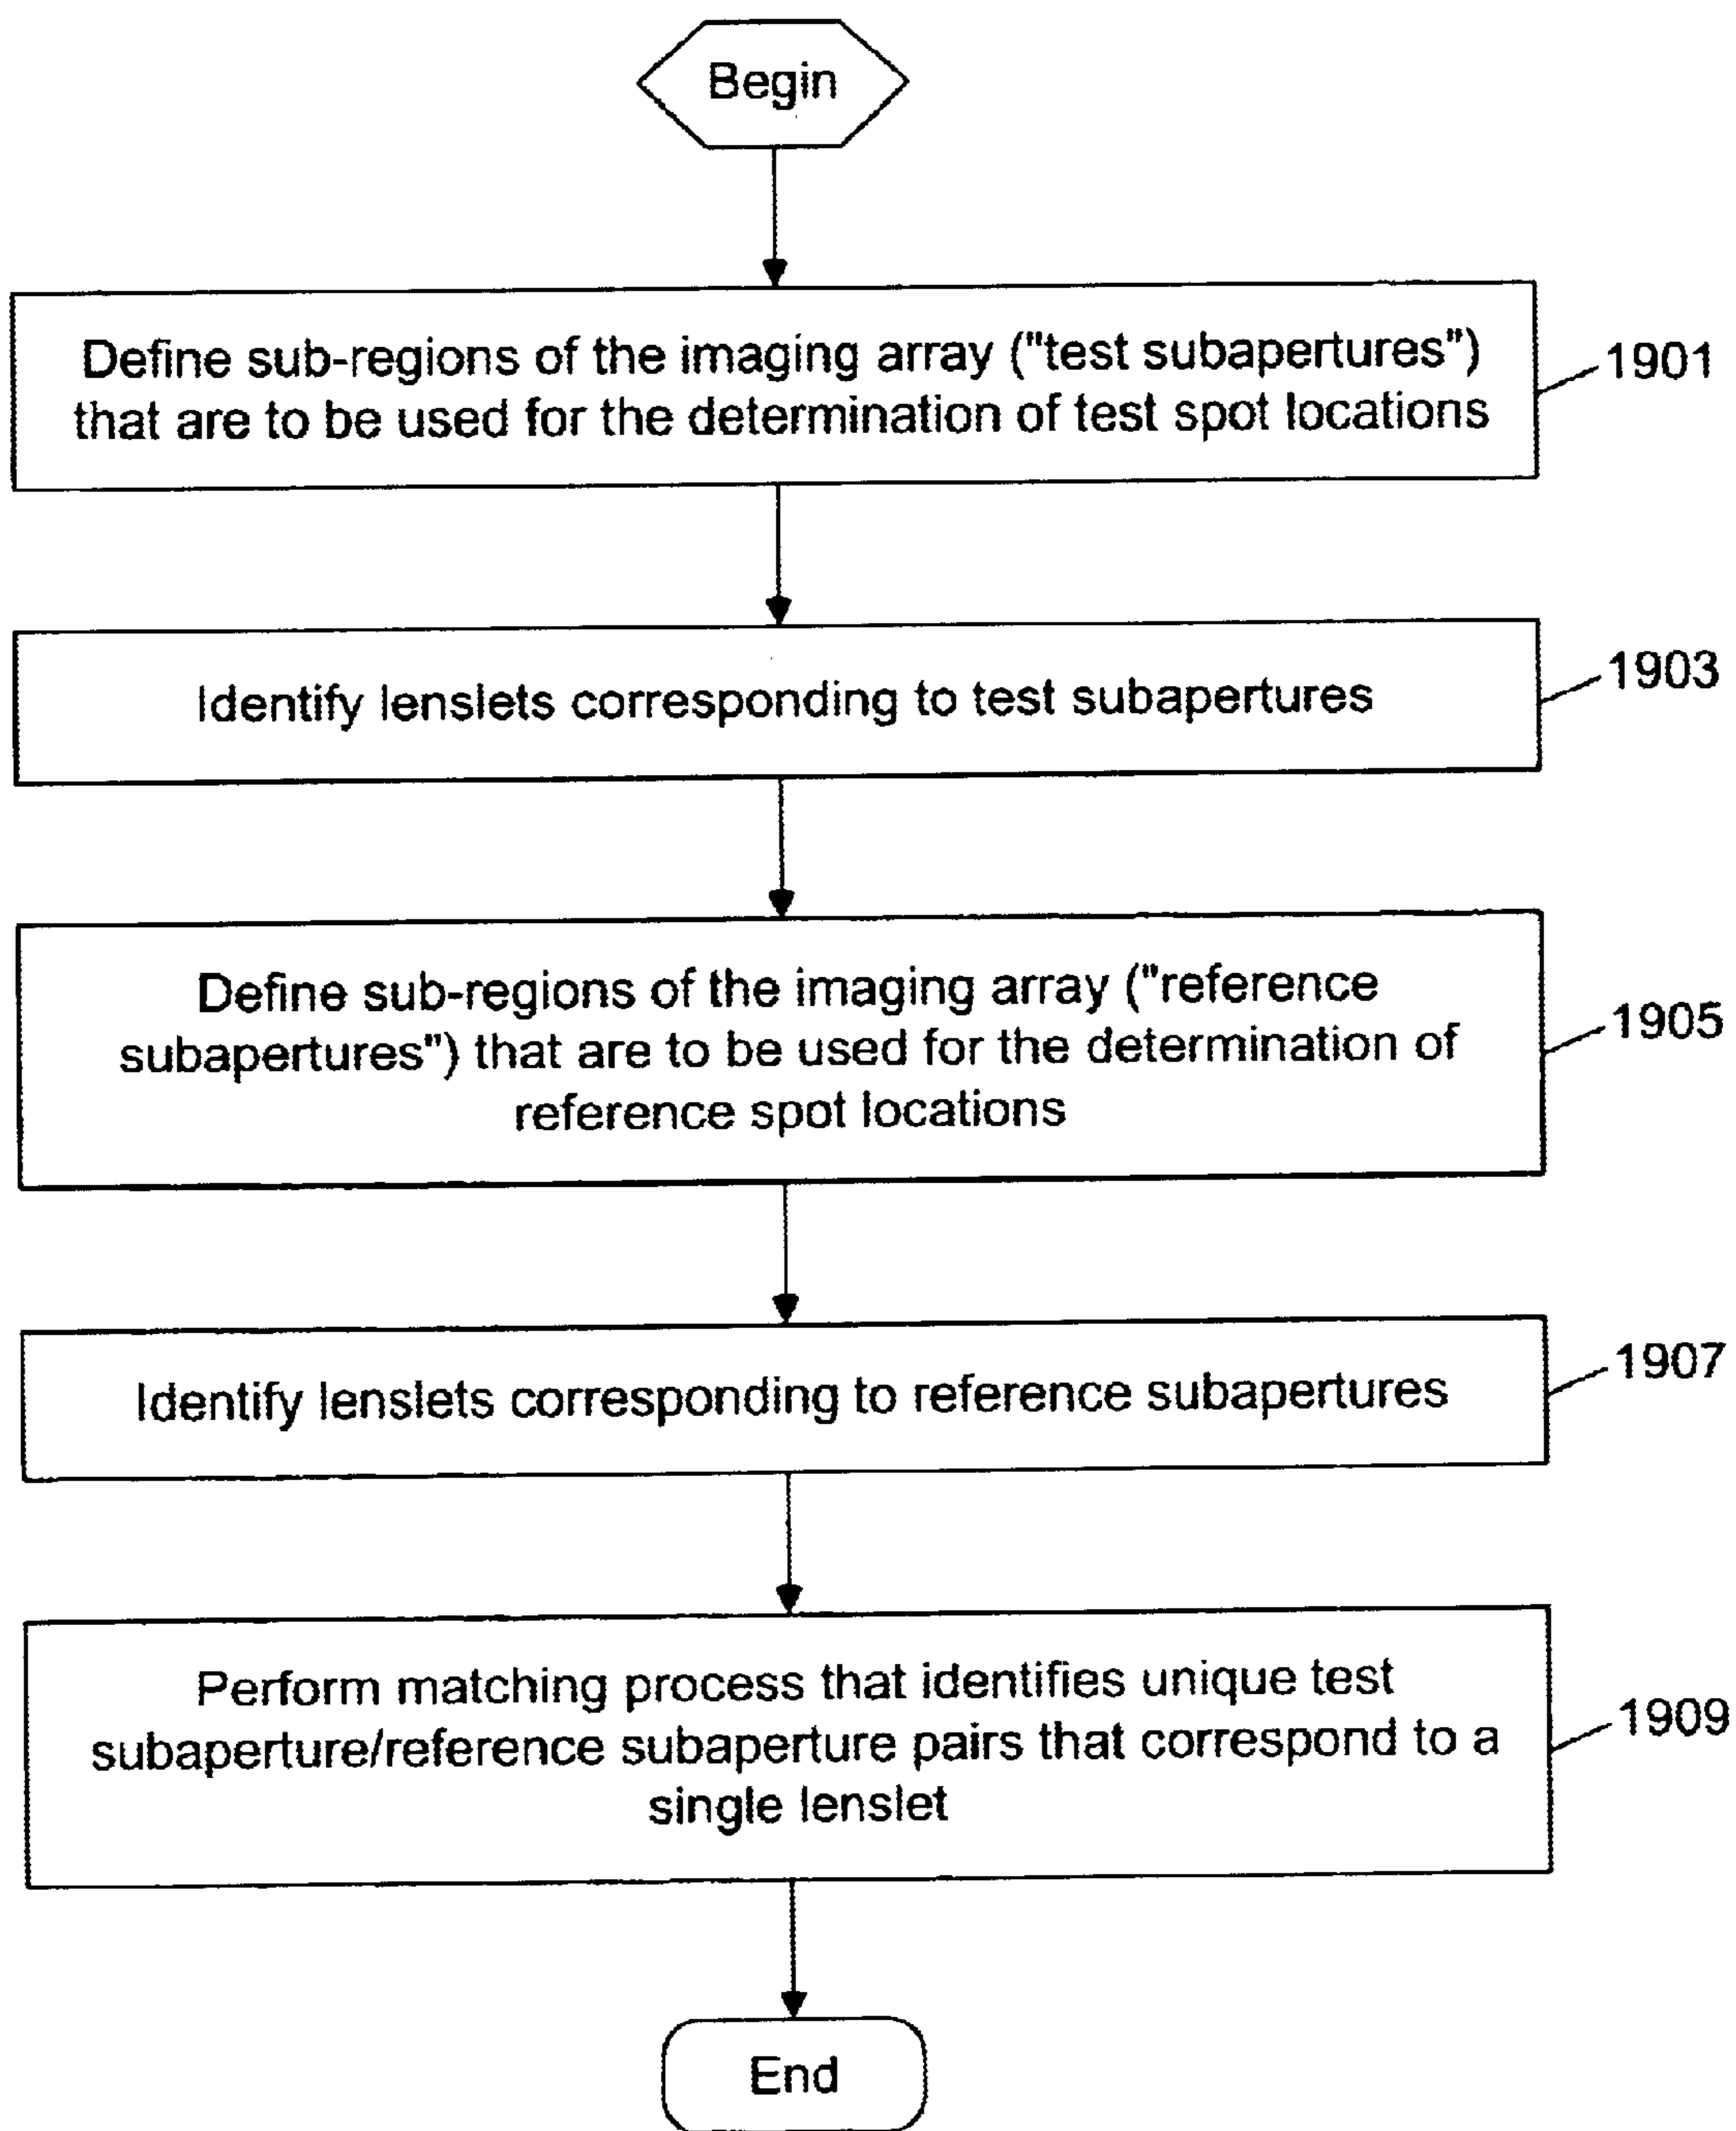 Begin
Define sub-regions of the imaging array ("test subapertures")
that are to be used for the determination of test spot locations
1901
Identify lenslets corresponding to test subapertures
1903
Define sub-regions of the imaging array ("reference
subapertures") that are to be used for the determination of
reference spot locations
1905
Identify lenslets corresponding to reference subapertures
1907
Perform matching process that identifies unique test
subaperture/reference subaperture pairs that correspond to a
single lenslet
1909
End